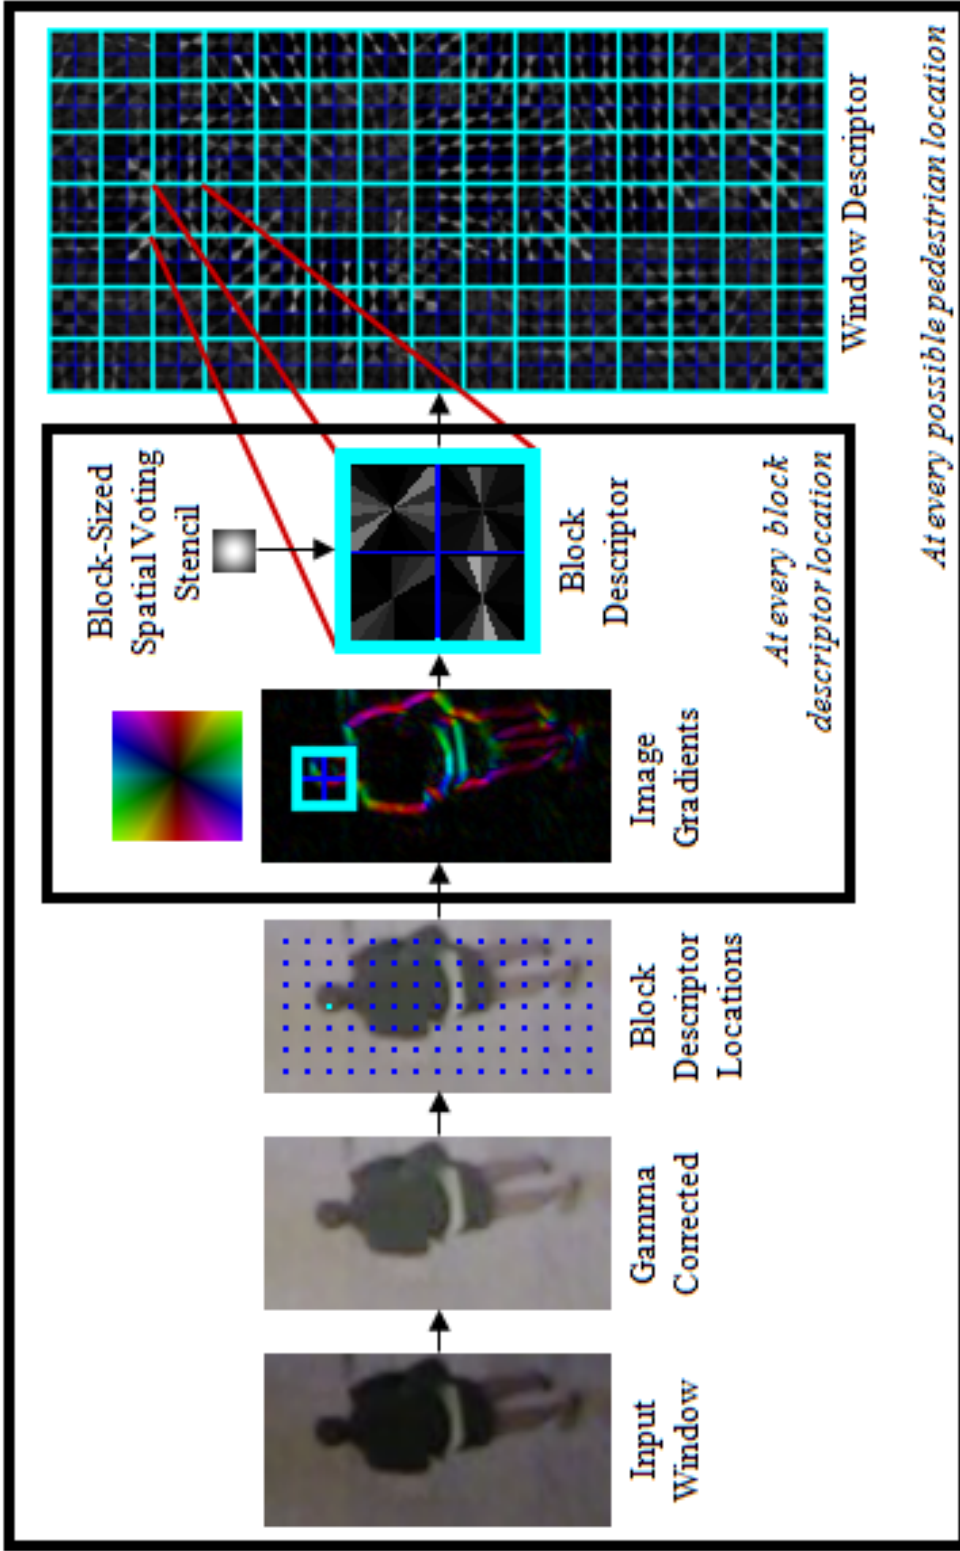 Input
Window
Gamma
Corrected
Block
Descriptor
Locations
Image
Gradients
Block-Sized
Spatial Voting
Stencil
Block
Descriptor
At every block
descriptor location
Window Descriptor
At every possible pedestrian location